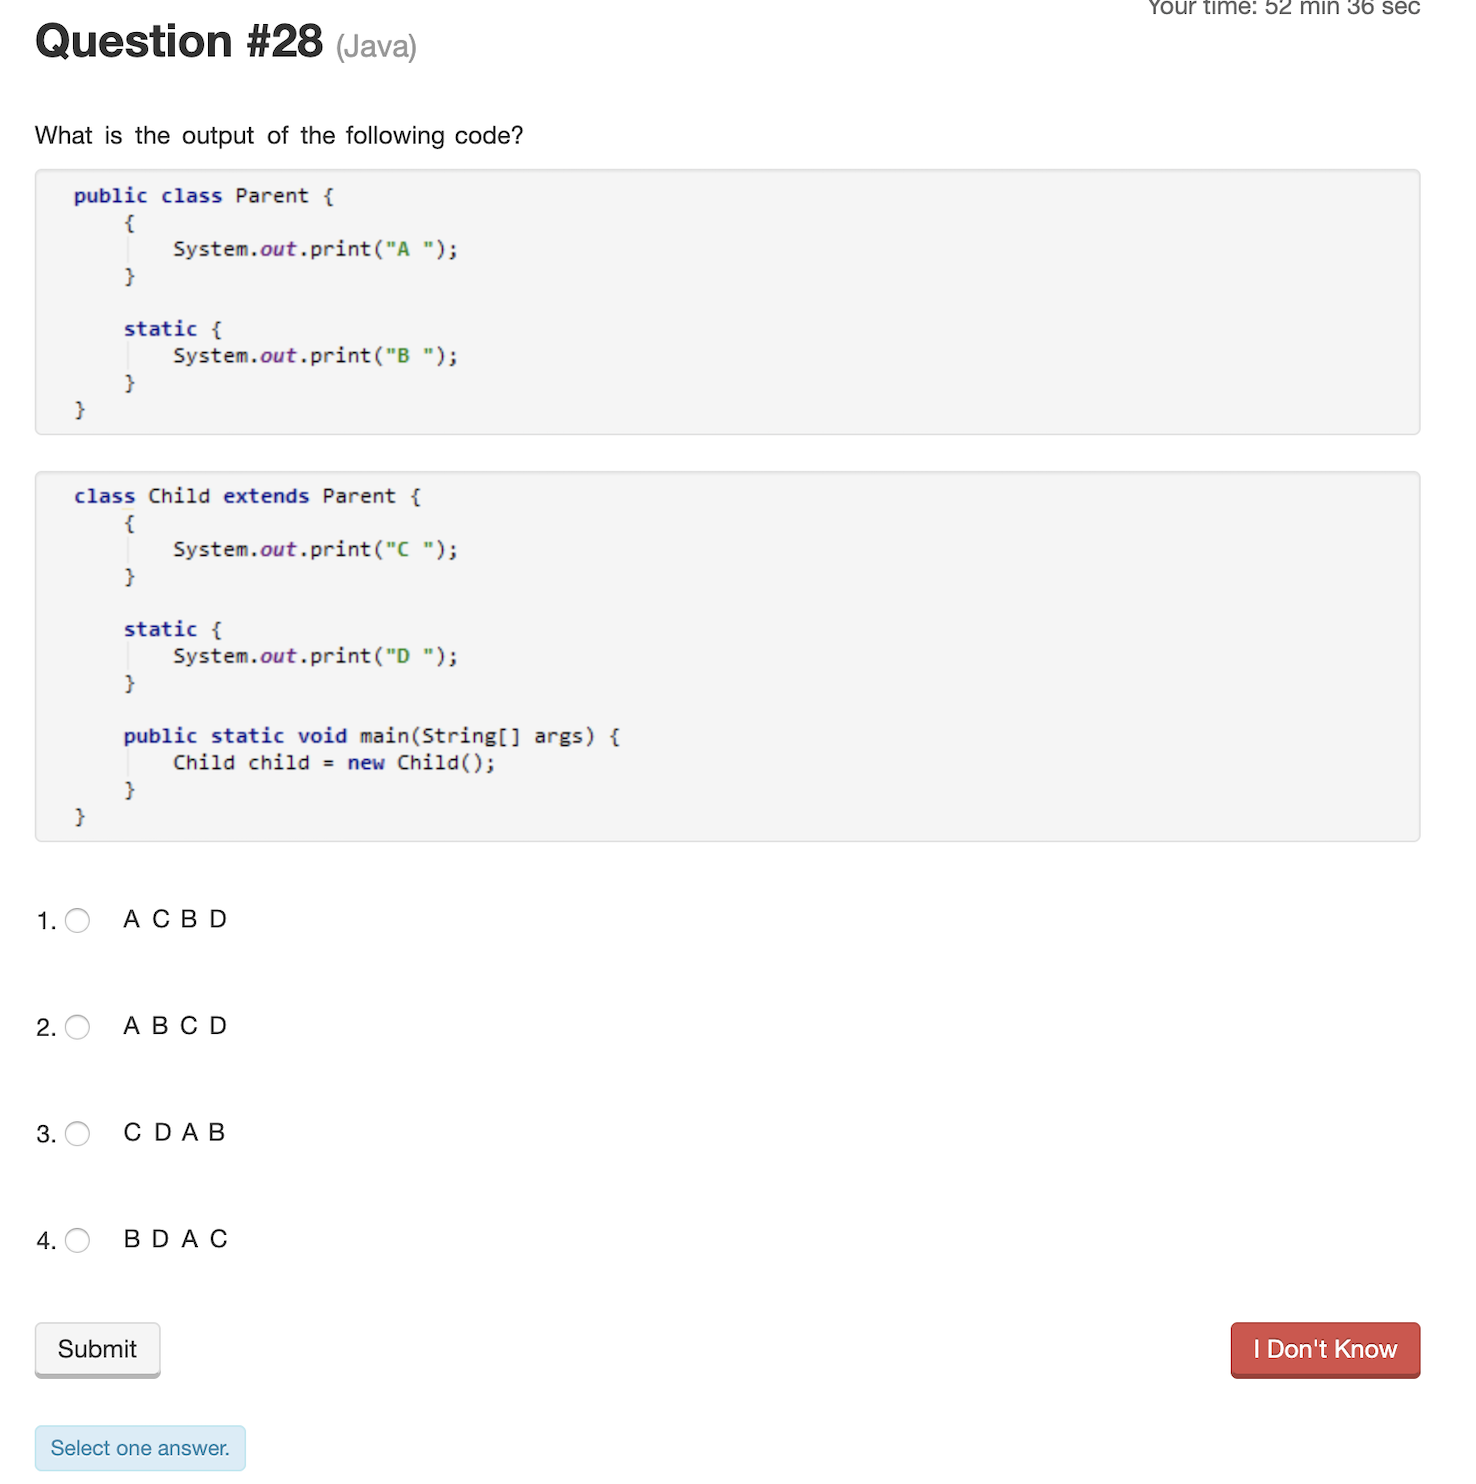 Your time: 52 min 36 sec
Question #28 (Java)
What is the output of the following code?
public class Parent {
{
System.out.print("A ");
}
static {
System.out.print("B ");
}
}
class Child extends Parent {
{
System.out.print("C ");
}
static {
System.out.print("D ");
}
public static void main(String[] args) {
Child child = new Child();
}
}
1. A C B D
2. A B C D
3. C D A B
4. B D A C
Submit
I Don't Know
Select one answer.